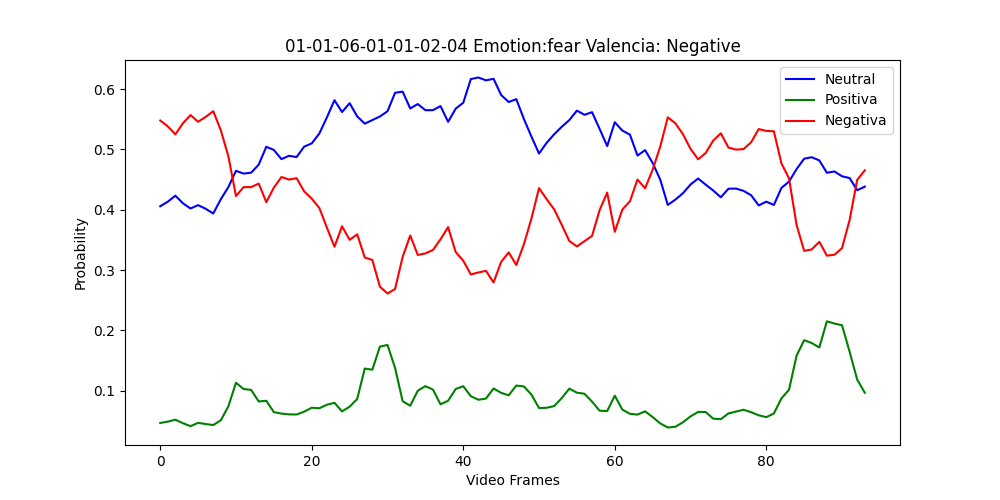 01-01-06-01-01-02-04 Emotion:fear Valencia: Negative
Neutral
Positiva
Negativa
0.6
0.5
0.4
0.3
0.2
0.1
Probability
0 20 40 60 80
Video Frames